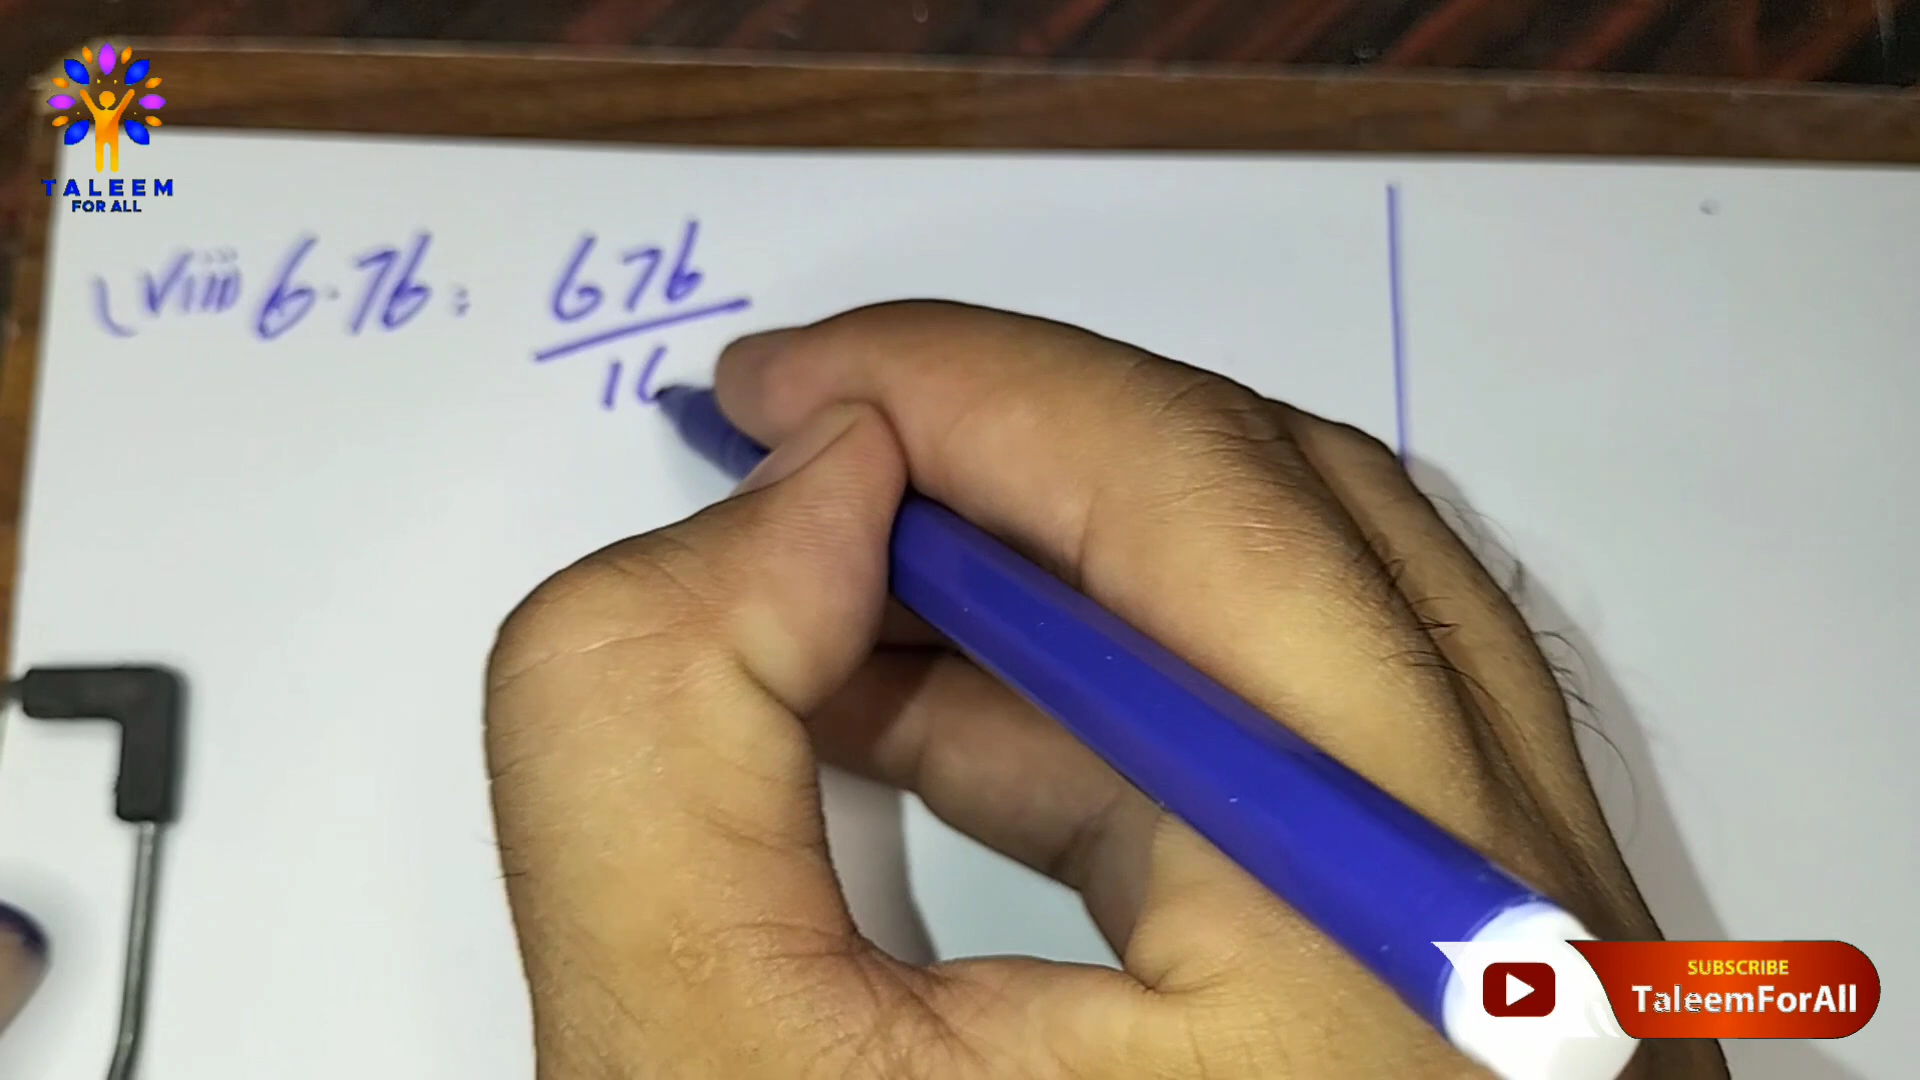 TALEEM
FOR ALL
(viii 6.76 = 676
1
SUBSCRIBE
TaleemForAll